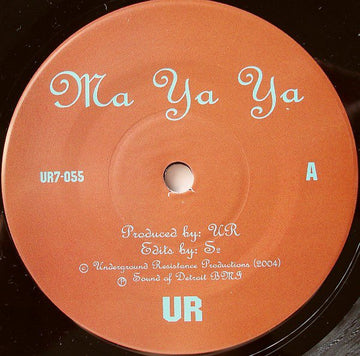 Ma Ya Ya
UR7-055
A
Produced by: UR
Edits by: S2
© Underground Resistance Productions (2004)
℗ Sound of Detroit BMI.
UR